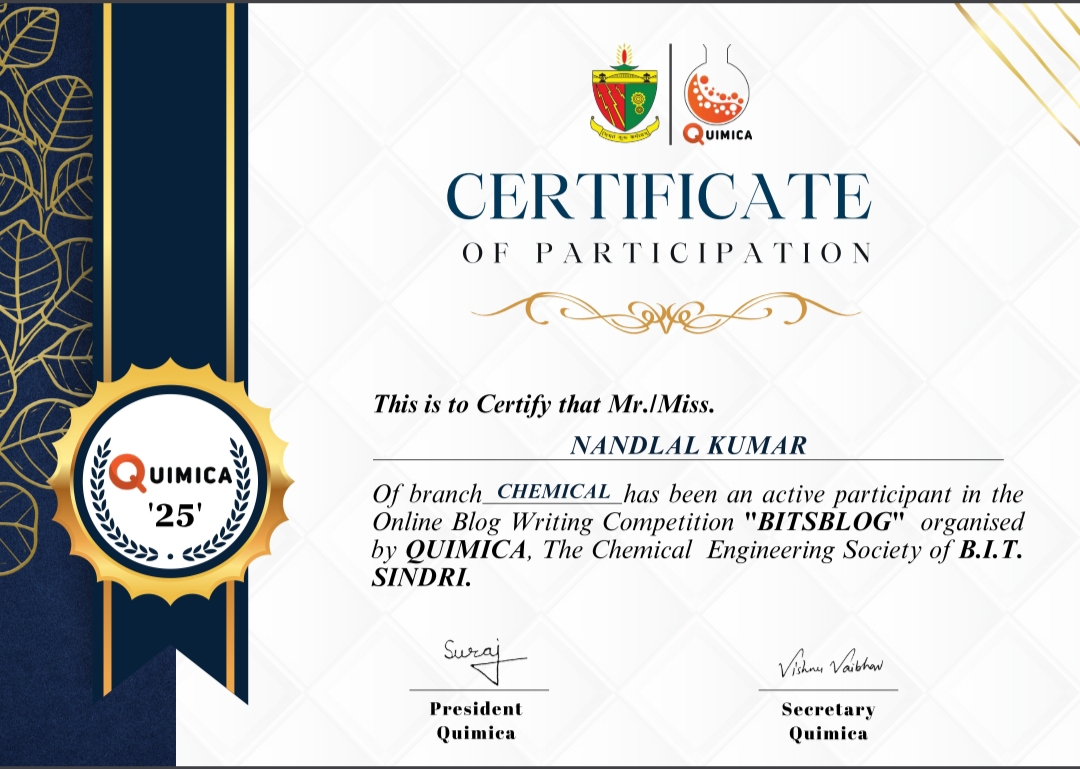 QUIMICA
CERTIFICATE
OF PARTICIPATION
This is to Certify that Mr./Miss.
NANDLAL KUMAR
Of branch CHEMICAL has been an active participant in the
Online Blog Writing Competition "BITSBLOG" organised
by QUIMICA, The Chemical Engineering Society of B.I.T.
SINDRI.
QUIMICA
'25'
Suraj
President
Quimica
Vishnu Vaibhav
Secretary
Quimica